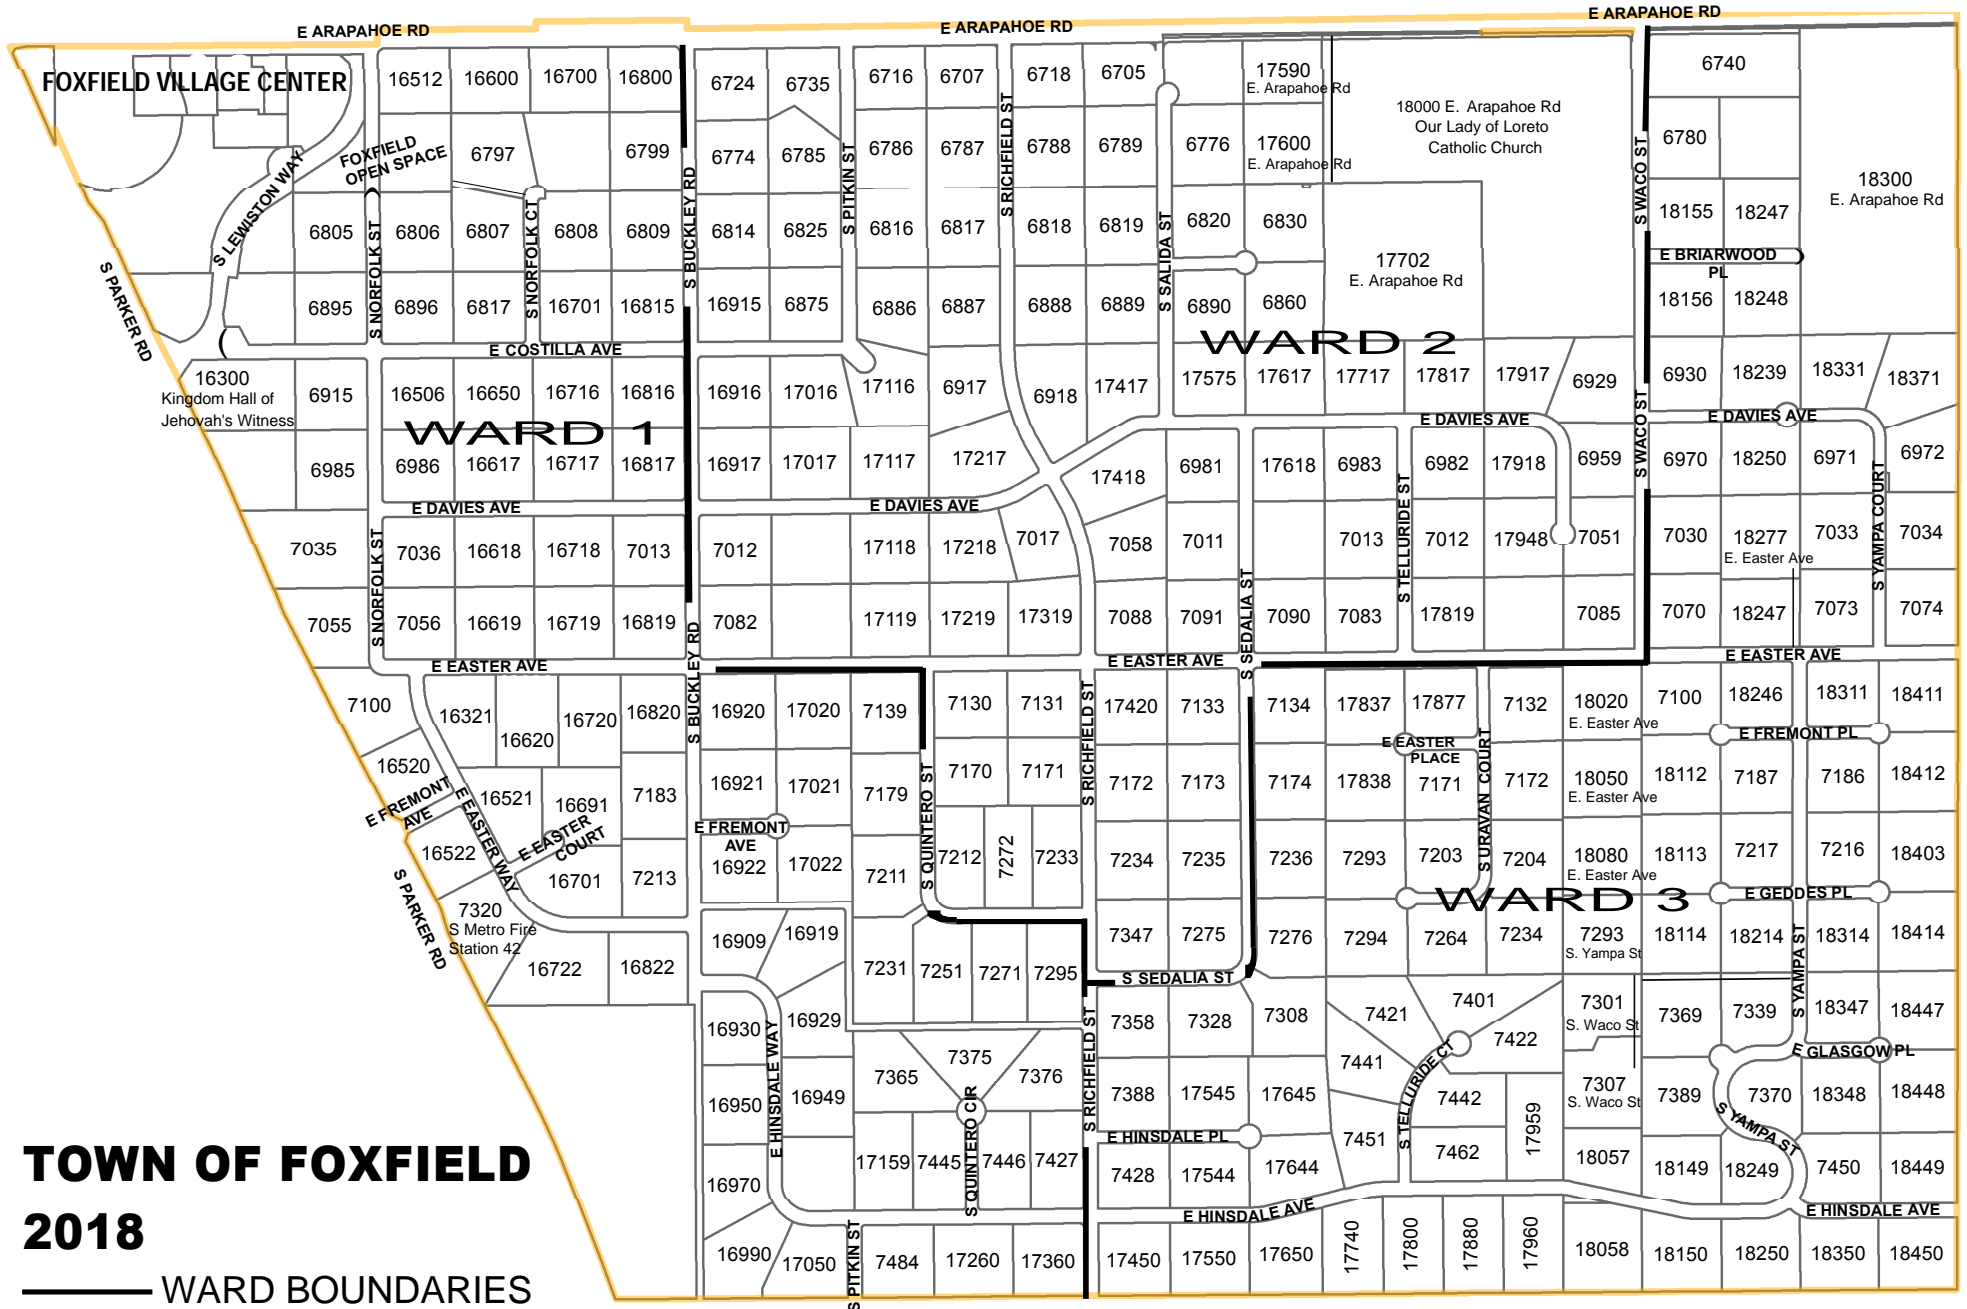 E ARAPAHOE RD
E ARAPAHOE RD
E ARAPAHOE RD
FOXFIELD VILLAGE CENTER
16512 16600 16700 16800 6724 6735 6716 6707 6718 6705 17590
E. Arapahoe Rd
6740
18000 E. Arapahoe Rd
Our Lady of Loreto
Catholic Church
FOXFIELD
OPEN SPACE
6797 6799 6774 6785 6786 6787 6788 6789 6776 17600
E. Arapahoe Rd
6780
18300
E. Arapahoe Rd
S LEWISTON WAY
S NORFOLK ST
S NORFOLK CT
S BUCKLEY RD
S PITKIN ST
S RICHFIELD ST
S SALIDA ST
S WACO ST
6805 6806 6807 6808 6809 6814 6825 6816 6817 6818 6819 6820 6830 18155 18247
17702
E. Arapahoe Rd
E BRIARWOOD
PL
S PARKER RD
6895 6896 6817 16701 16815 16915 6875 6886 6887 6888 6889 6890 6860 18156 18248
E COSTILLA AVE
WARD 2
16300
Kingdom Hall of
Jehovah's Witness
6915 16506 16650 16716 16816 16916 17016 17116 6917 6918 17417 17575 17617 17717 17817 17917 6929 6930 18239 18331 18371
WARD 1
E DAVIES AVE
E DAVIES AVE
S WACO ST
6985 6986 16617 16717 16817 16917 17017 17117 17217 17418 6981 17618 6983 6982 17918 6959 6970 18250 6971 6972
E DAVIES AVE
E DAVIES AVE
S TELLURIDE ST
S YAMPA COURT
7035 7036 16618 16718 7013 7012 17118 17218 7017 7058 7011 7013 7012 17948 7051 7030 18277
E. Easter Ave
7033 7034
S NORFOLK ST
S SEDALIA ST
7055 7056 16619 16719 16819 7082 17119 17219 17319 7088 7091 7090 7083 17819 7085 7070 18247 7073 7074
S BUCKLEY RD
E EASTER AVE
E EASTER AVE
E EASTER AVE
7100 16321 16620 16720 16820 16920 17020 7139 7130 7131 17420 7133 7134 17837 17877 7132 18020
E. Easter Ave
7100 18246 18311 18411
S RICHFIELD ST
E EASTER
PLACE
S URAVAN COURT
E FREMONT PL
16520 16521 16691 7183 16921 17021 7179 7170 7171 7172 7173 7174 17838 7171 7172 18050
E. Easter Ave
18112 7187 7186 18412
E FREMONT
AVE
E EASTER WAY
E EASTER
COURT
E FREMONT
AVE
S QUINTERO ST
16522 16701 7213 16922 17022 7211 7212 7272 7233 7234 7235 7236 7293 7203 7204 18080
E. Easter Ave
18113 7217 7216 18403
WARD 3
E GEDDES PL
S PARKER RD
7320
S Metro Fire
Station 42
16722 16822 16909 16919 7231 7251 7271 7295 7347 7275 7276 7294 7264 7234 7293
S. Yampa St
18114 18214 18314 18414
S SEDALIA ST
S YAMPA ST
16930 16929 7358 7328 7308 7421 7401 7422 7301
S. Waco St
7369 7339 18347 18447
E HINSDALE WAY
S RICHFIELD ST
7365 7375 7376 7441
S TELLURIDE CT
E GLASGOW PL
16950 16949 7388 17545 17645 7442 17959 7307
S. Waco St
7389 7370 18348 18448
S QUINTERO CIR
E HINSDALE PL
S YAMPA ST
16970 17159 7445 7446 7427 7428 17544 17644 7451 7462 18057 18149 18249 7450 18449
E HINSDALE AVE
E HINSDALE AVE
16990 17050 S PITKIN ST 7484 17260 17360 17450 17550 17650 17740 17800 17880 17960 18058 18150 18250 18350 18450
TOWN OF FOXFIELD
2018
WARD BOUNDARIES